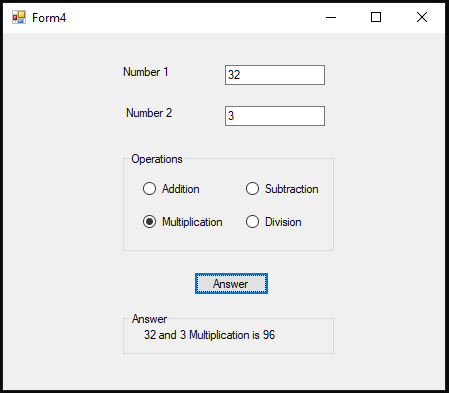 Form4
Number 1 32
Number 2 3
Operations
Addition Subtraction
Multiplication Division
Answer
Answer
32 and 3 Multiplication is 96